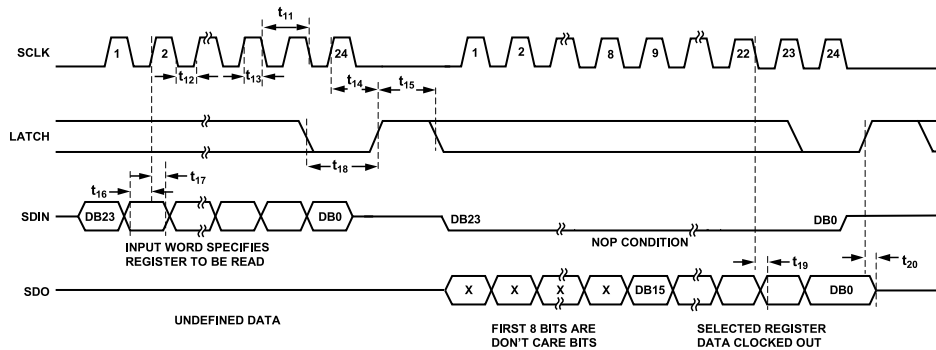 t11
SCLK 1 2 24 1 2 8 9 22 23 24
t12 t13 t14 t15
LATCH
t18
t16 t17
SDIN DB23 DB0 DB23 DB0
INPUT WORD SPECIFIES
REGISTER TO BE READ
NOP CONDITION
t19 t20
SDO X X X X DB15 DB0
UNDEFINED DATA
FIRST 8 BITS ARE
DON'T CARE BITS
SELECTED REGISTER
DATA CLOCKED OUT